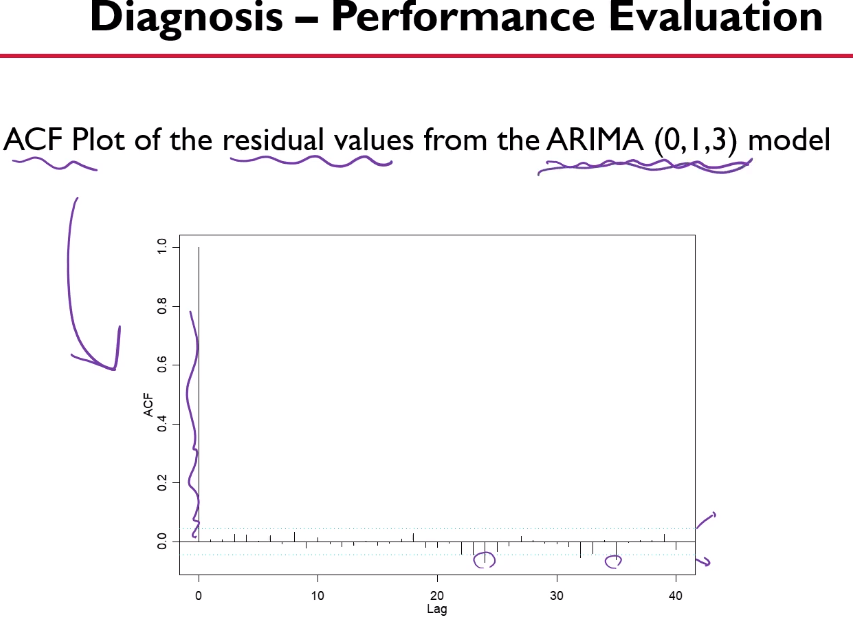 Diagnosis – Performance Evaluation
ACF Plot of the residual values from the ARIMA (0,1,3) model
1.0
0.8
0.6
0.4
0.2
0.0
ACF
0 10 20 30 40
Lag